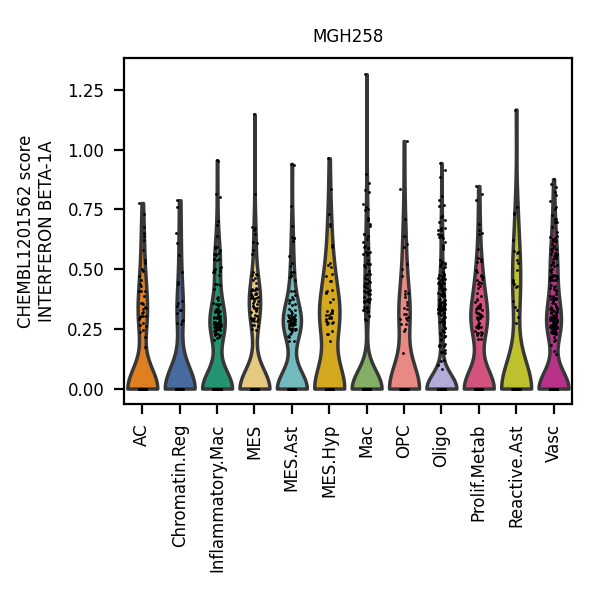 MGH258
CHEMBL1201562 score
INTERFERON BETA-1A
1.25
1.00
0.75
0.50
0.25
0.00
AC
Chromatin.Reg
Inflammatory.Mac
MES
MES.Ast
MES.Hyp
Mac
OPC
Oligo
Prolif.Metab
Reactive.Ast
Vasc